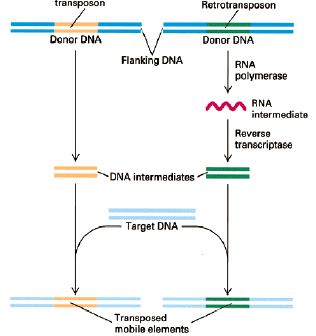 transposon
Retrotransposon
Donor DNA
Donor DNA
Flanking DNA
RNA
polymerase
RNA
intermediate
Reverse
transcriptase
DNA intermediates
Target DNA
Transposed
mobile elements